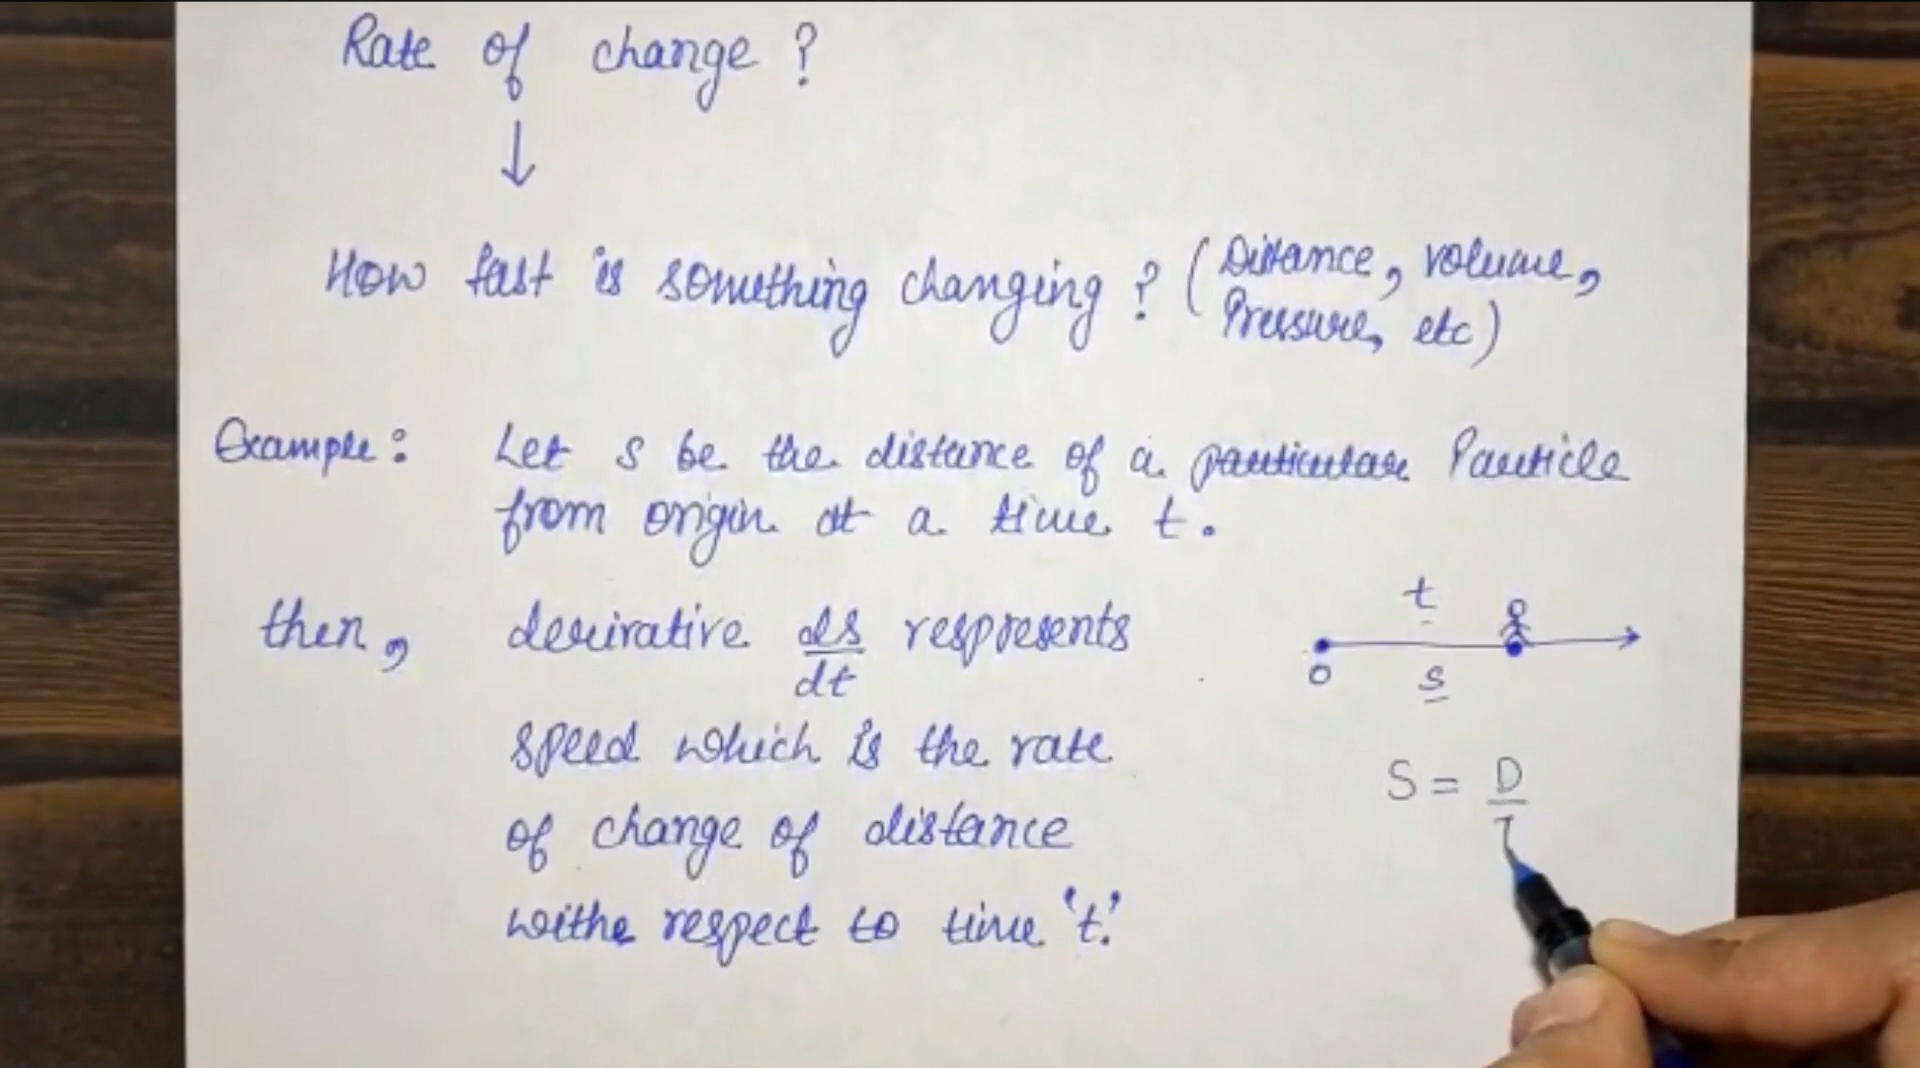 Rate of change ?
How fast is something changing ? ( Distance, volume,
Pressure, etc)
Example : Let s be the distance of a particular Particle
from origin at a time t .
then, derivative ds/dt respresents
speed which is the rate
of change of distance
withe respect to time 't'.
t
O
s
S = D/T